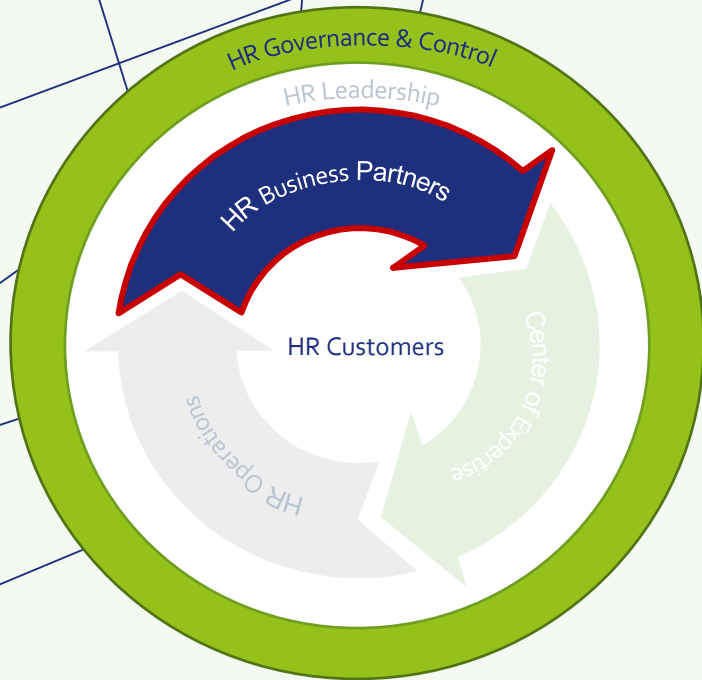 HR Governance & Control
HR Leadership
HR Business Partners
HR Customers
Center of Expertise
HR Operations